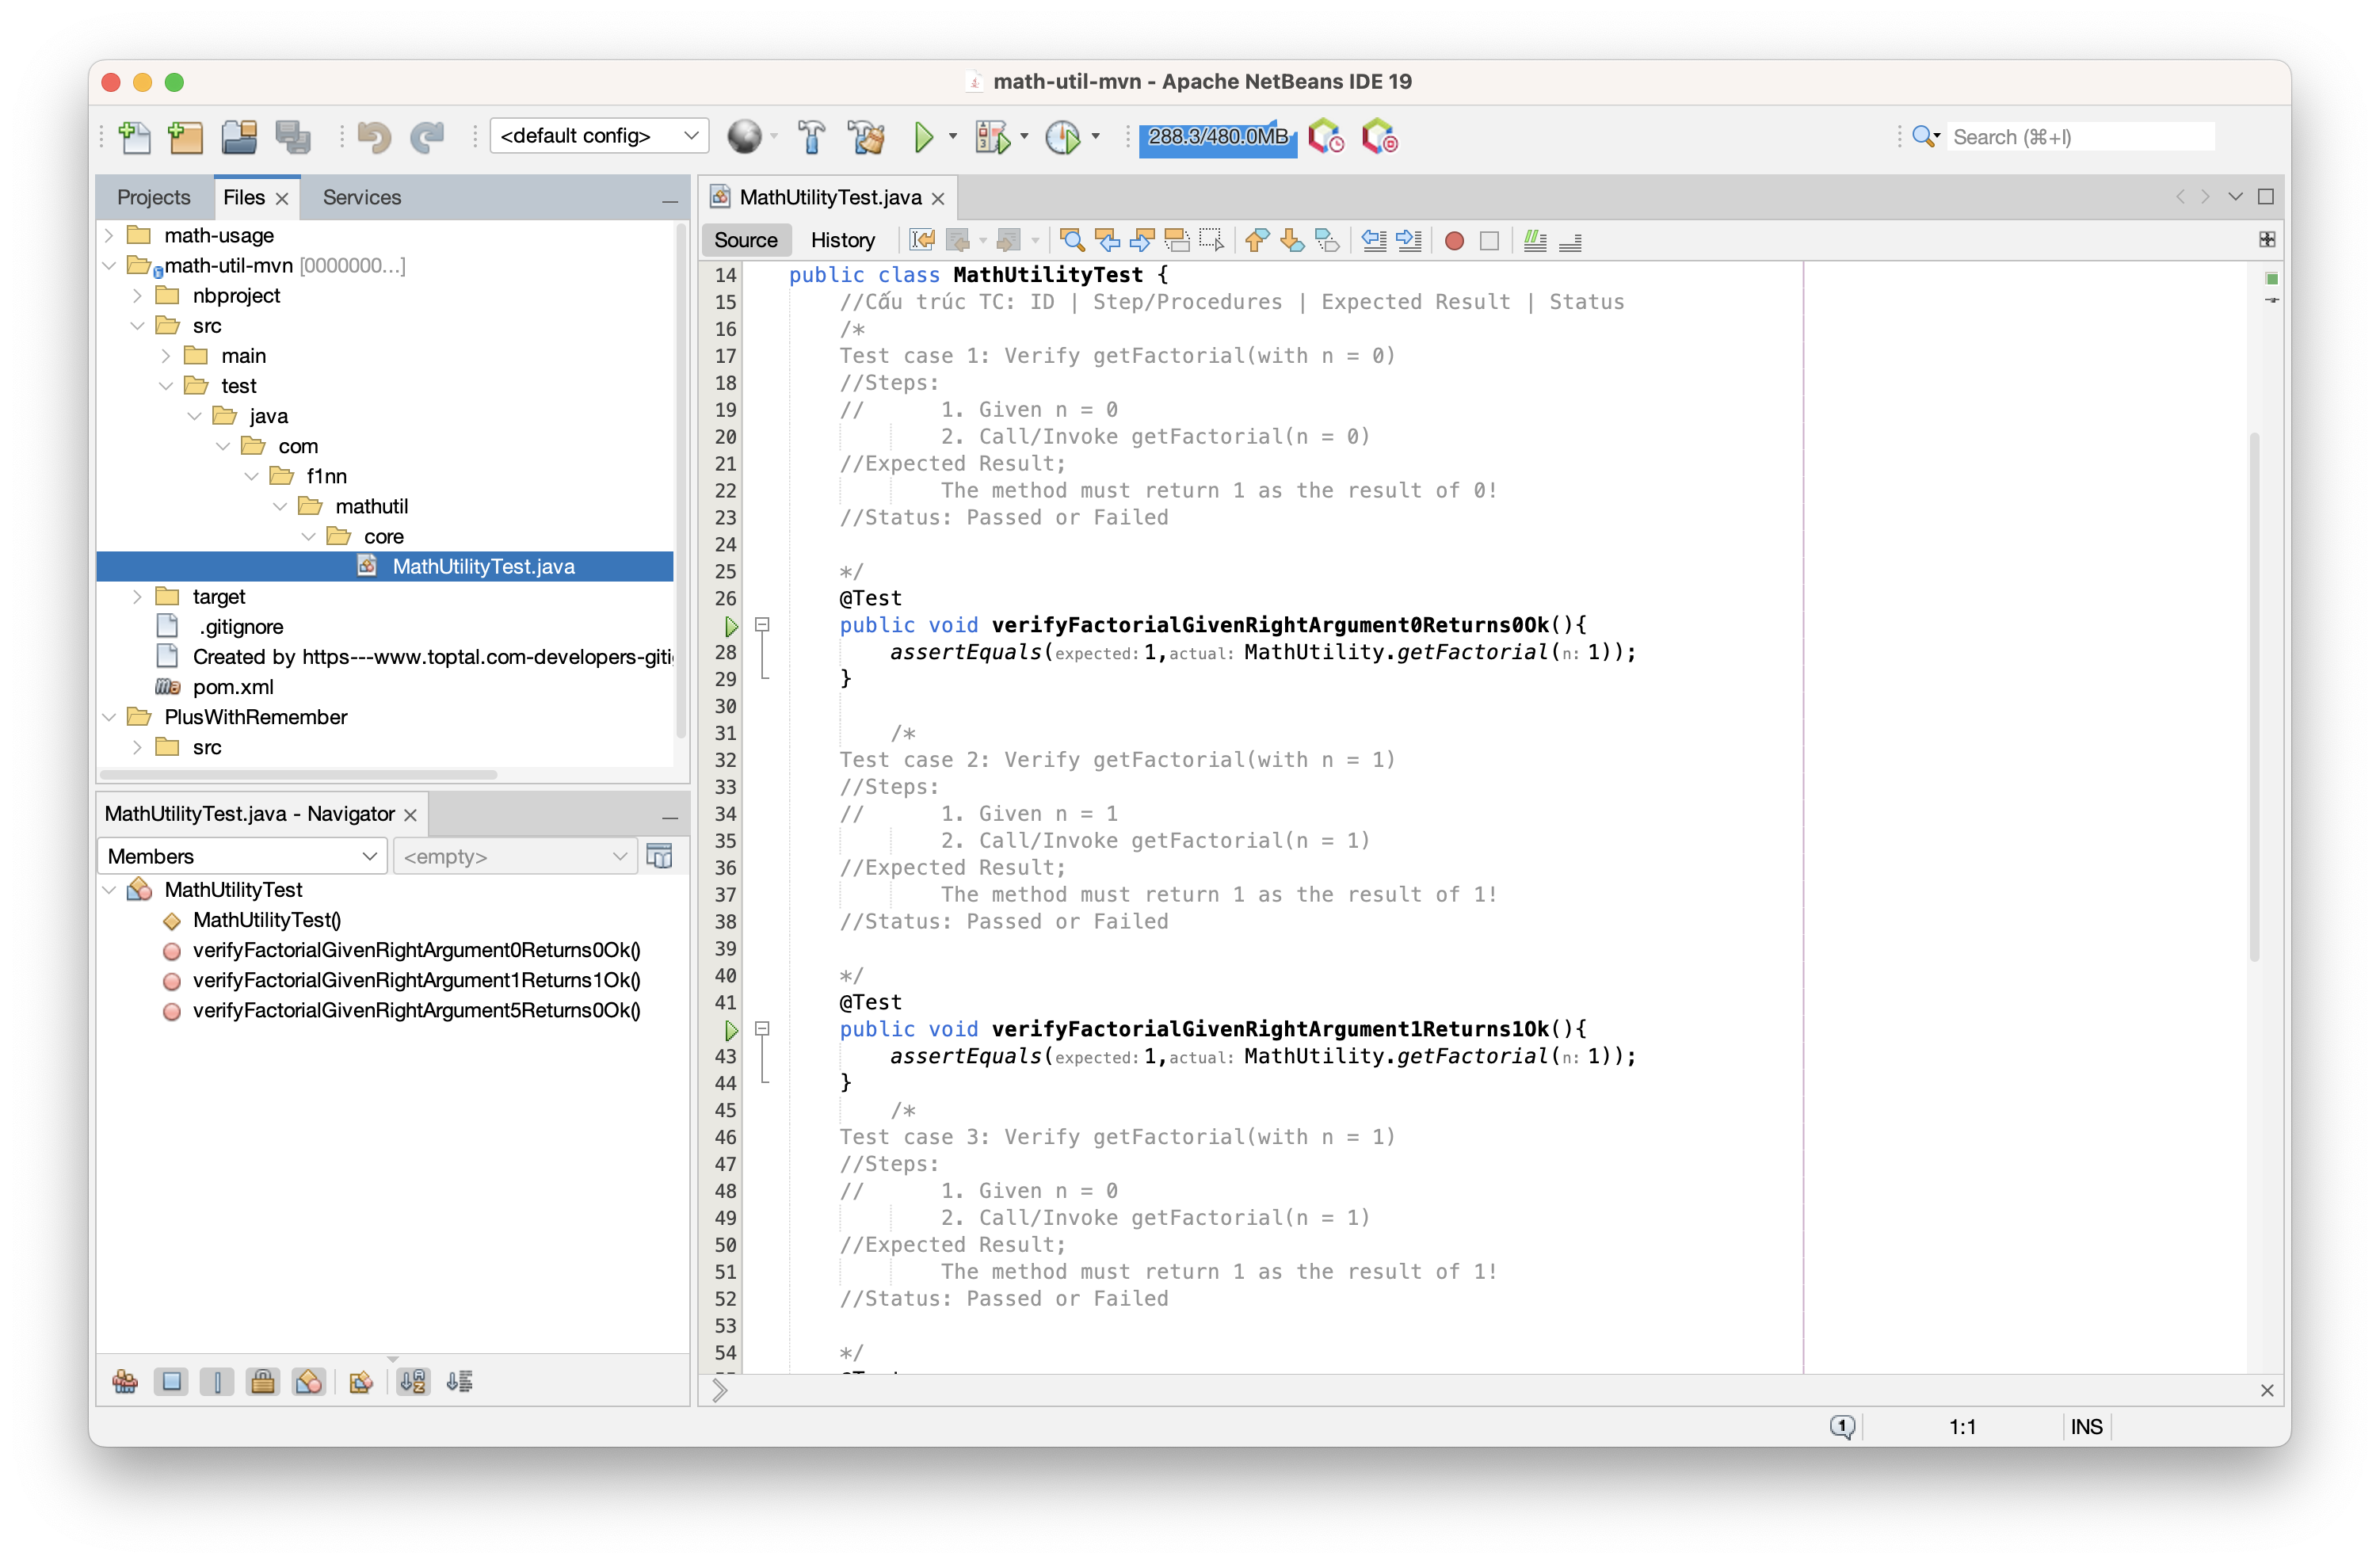 math-util-mvn - Apache NetBeans IDE 19
<default config>
288.3/480.0MB
Search (⌘+I)
Projects
Files
Services
math-usage
math-util-mvn [0000000...]
nbproject
src
main
test
java
com
f1nn
mathutil
core
MathUtilityTest.java
target
.gitignore
Created by https---www.toptal.com-developers-giti
pom.xml
PlusWithRemember
src
MathUtilityTest.java - Navigator
Members
<empty>
MathUtilityTest
MathUtilityTest()
verifyFactorialGivenRightArgument0Returns0Ok()
verifyFactorialGivenRightArgument1Returns1Ok()
verifyFactorialGivenRightArgument5Returns0Ok()
MathUtilityTest.java
Source
History
14 public class MathUtilityTest {
15 //Cấu trúc TC: ID | Step/Procedures | Expected Result | Status
16 /*
17 Test case 1: Verify getFactorial(with n = 0)
18 //Steps:
19 // 1. Given n = 0
20 2. Call/Invoke getFactorial(n = 0)
21 //Expected Result;
22 The method must return 1 as the result of 0!
23 //Status: Passed or Failed
24
25 */
26 @Test
public void verifyFactorialGivenRightArgument0Returns0Ok(){
28 assertEquals(expected: 1,actual: MathUtility.getFactorial(n: 1));
29 }
30
31 /*
32 Test case 2: Verify getFactorial(with n = 1)
33 //Steps:
34 // 1. Given n = 1
35 2. Call/Invoke getFactorial(n = 1)
36 //Expected Result;
37 The method must return 1 as the result of 1!
38 //Status: Passed or Failed
39
40 */
41 @Test
public void verifyFactorialGivenRightArgument1Returns1Ok(){
43 assertEquals(expected: 1,actual: MathUtility.getFactorial(n: 1));
44 }
45 /*
46 Test case 3: Verify getFactorial(with n = 1)
47 //Steps:
48 // 1. Given n = 0
49 2. Call/Invoke getFactorial(n = 1)
50 //Expected Result;
51 The method must return 1 as the result of 1!
52 //Status: Passed or Failed
53
54 */
1
1:1
INS